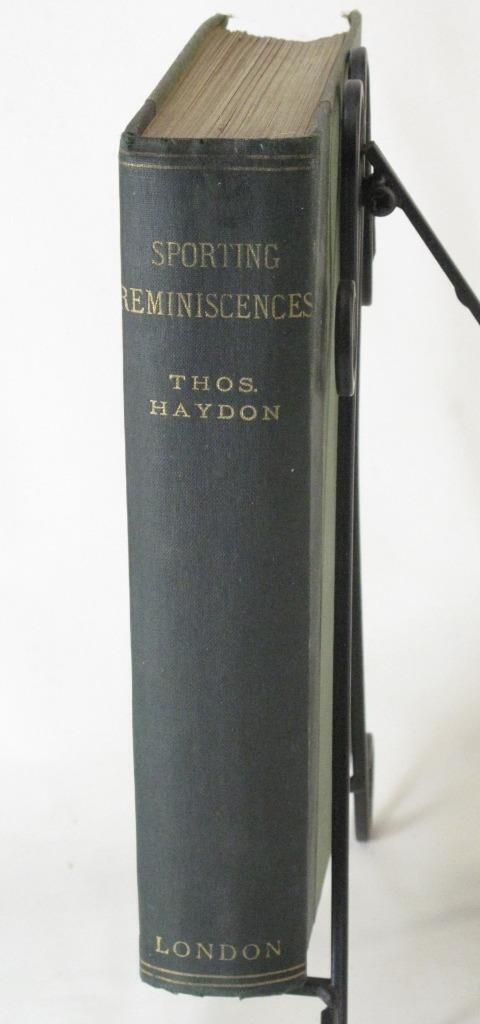 SPORTING
REMINISCENCES
THOS.
HAYDON
LONDON